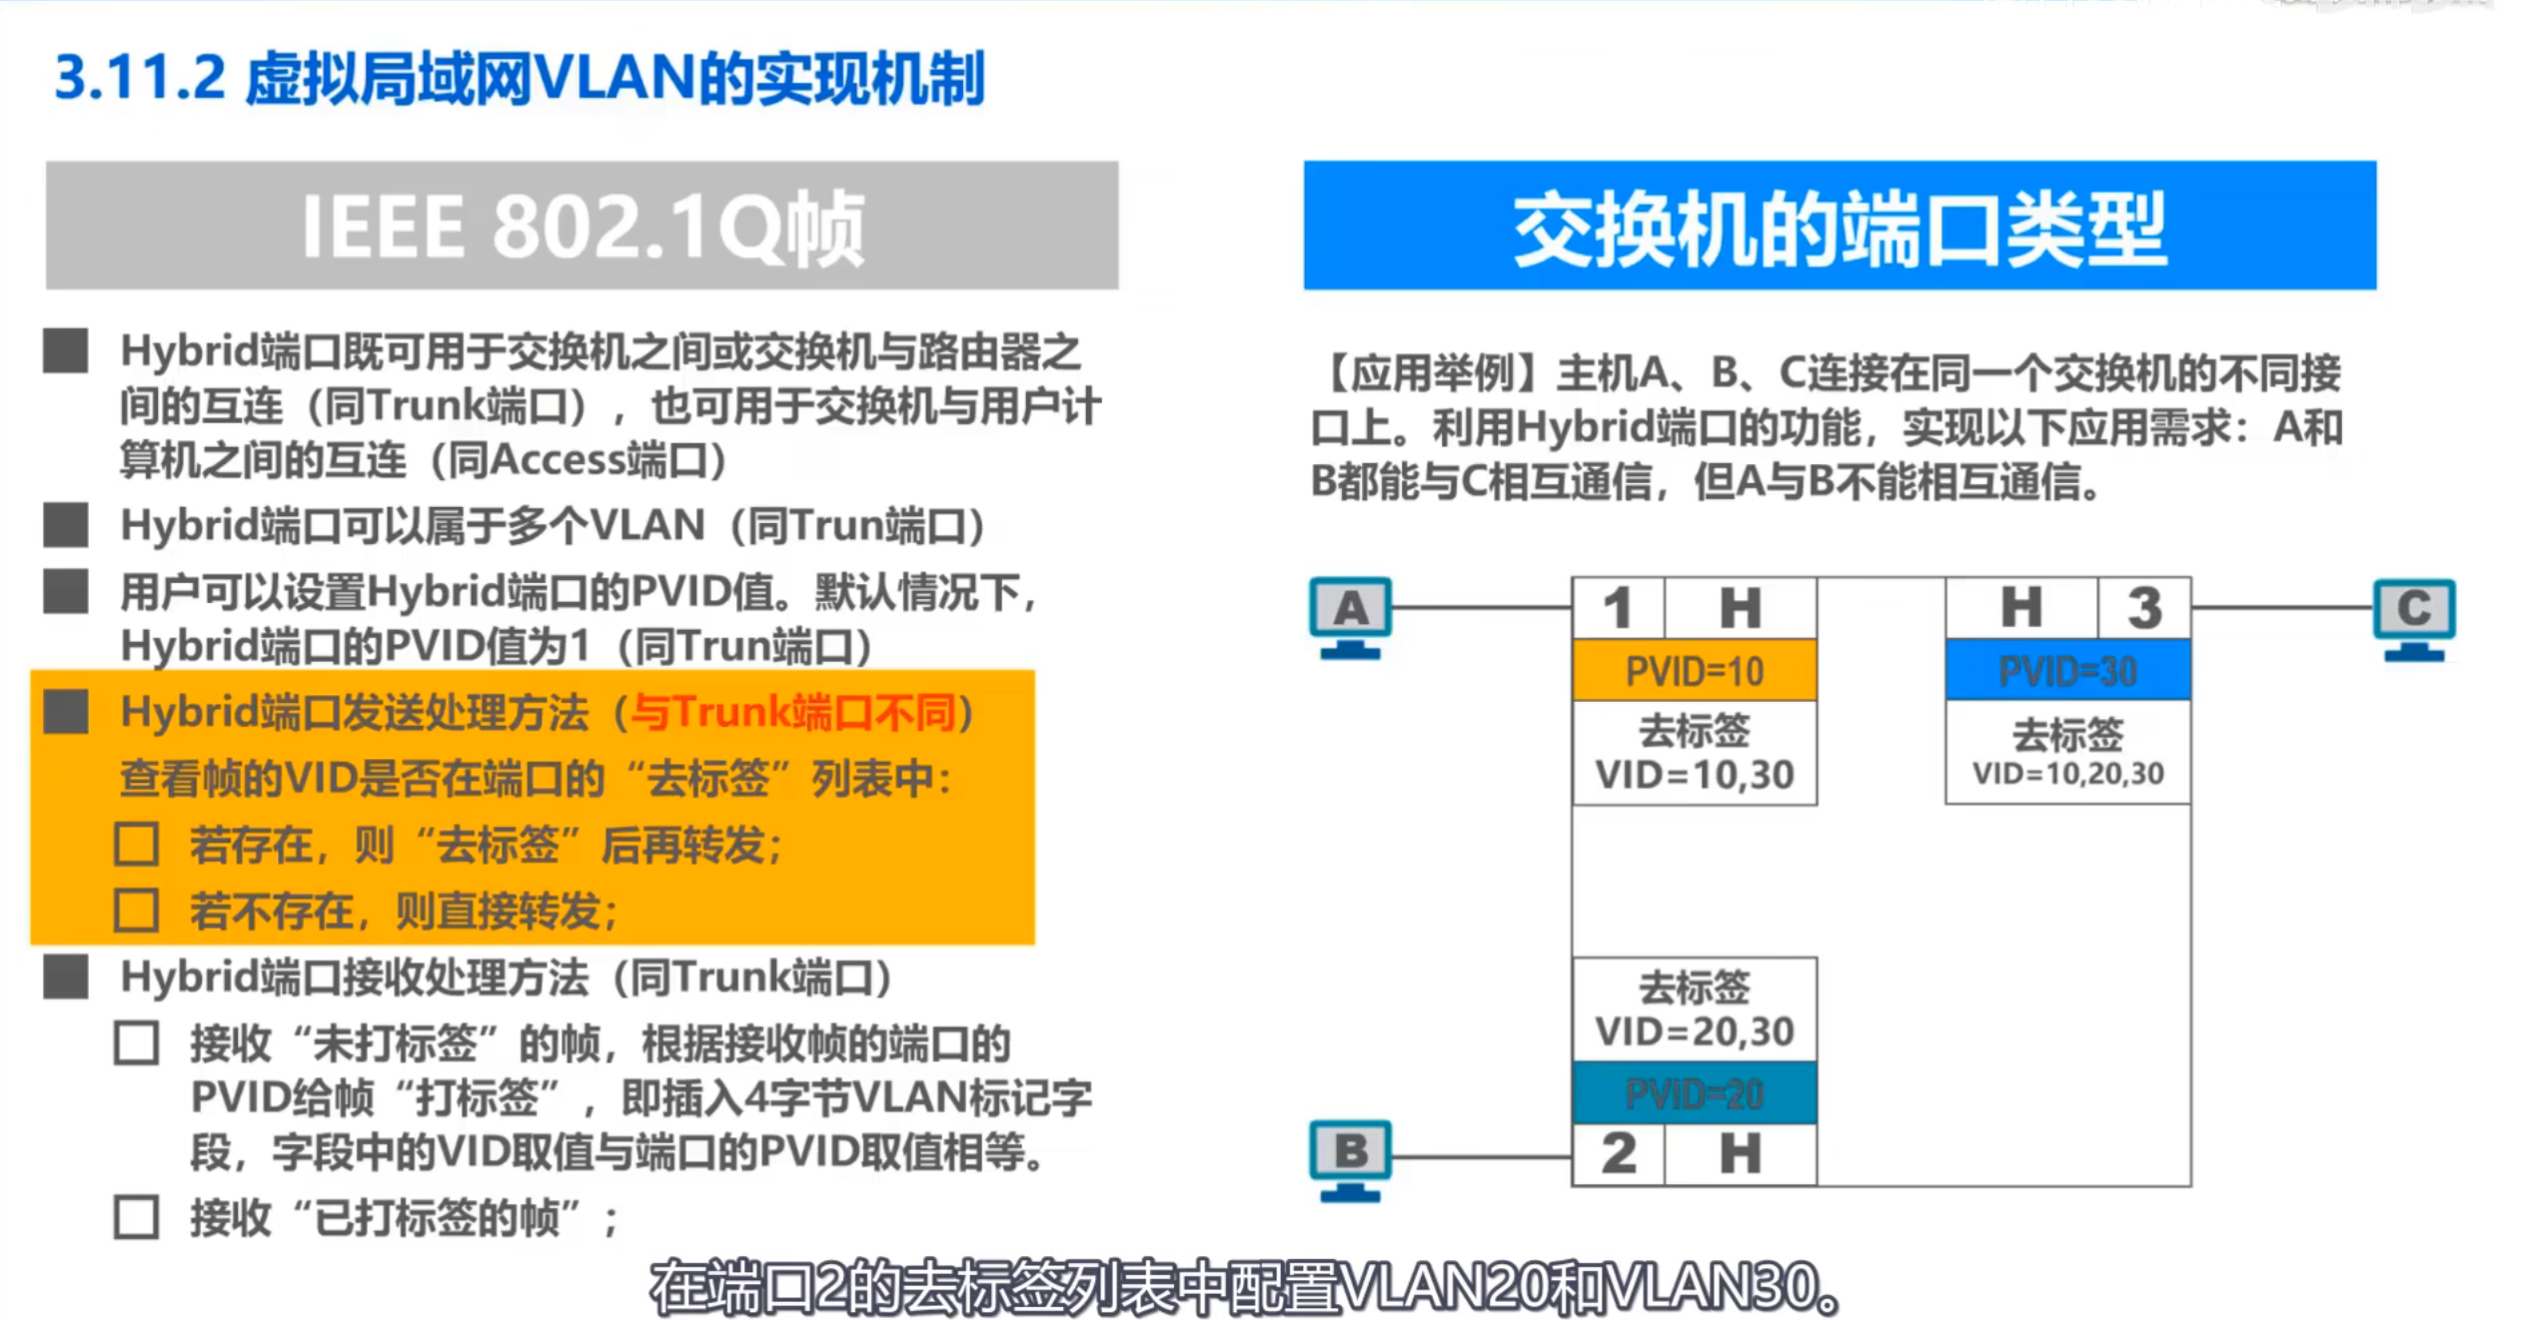 3.11.2 虚拟局域网VLAN的实现机制
IEEE 802.1Q帧
Hybrid端口既可用于交换机之间或交换机与路由器之
间的互连（同Trunk端口），也可用于交换机与用户计
算机之间的互连（同Access端口）
Hybrid端口可以属于多个VLAN（同Trun端口）
用户可以设置Hybrid端口的PVID值。默认情况下，
Hybrid端口的PVID值为1（同Trun端口）
Hybrid端口发送处理方法（与Trunk端口不同）
查看帧的VID是否在端口的“去标签”列表中：
若存在，则“去标签”后再转发；
若不存在，则直接转发；
Hybrid端口接收处理方法（同Trunk端口）
接收“未打标签”的帧，根据接收帧的端口的
PVID给帧“打标签”，即插入4字节VLAN标记字
段，字段中的VID取值与端口的PVID取值相等。
接收“已打标签的帧”；
交换机的端口类型
【应用举例】主机A、B、C连接在同一个交换机的不同接
口上。利用Hybrid端口的功能，实现以下应用需求：A和
B都能与C相互通信，但A与B不能相互通信。
A
1 H
H 3
C
PVID=10
PVID=30
去标签
VID=10,30
去标签
VID=10,20,30
去标签
VID=20,30
PVID=20
B
2 H
在端口2的去标签列表中配置VLAN20和VLAN30。